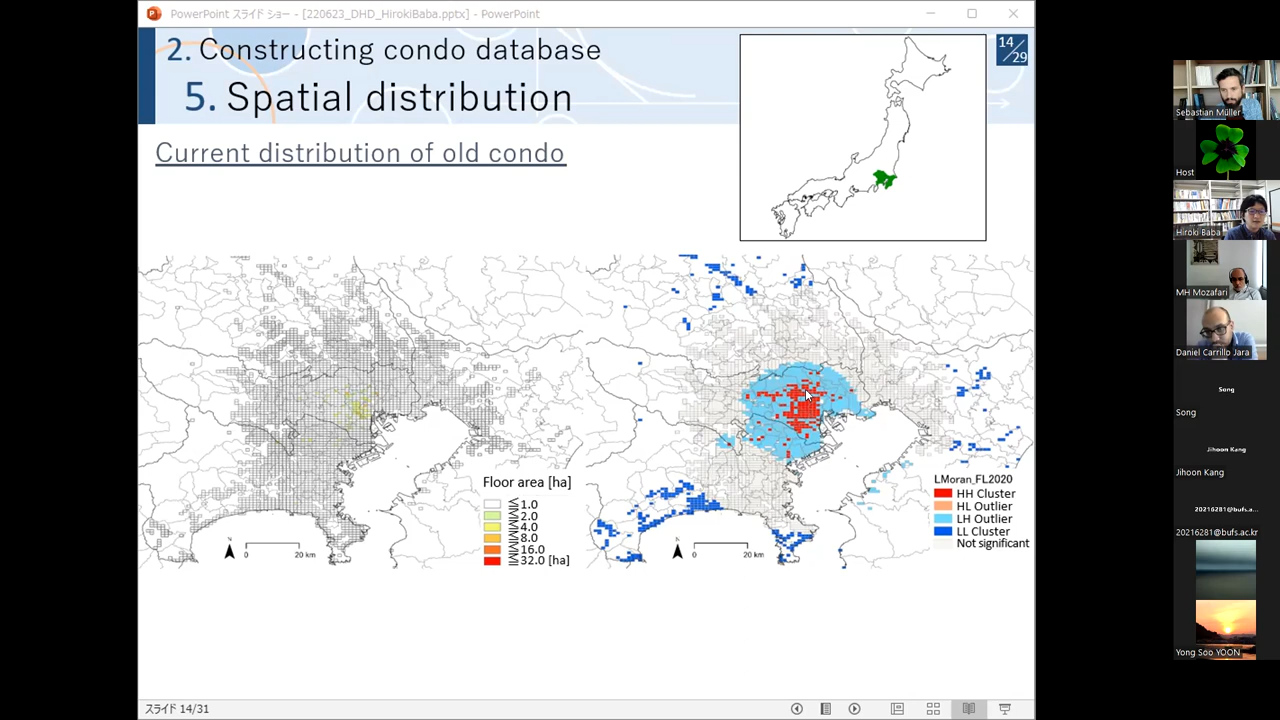 PowerPoint スライド ショー - [220623_DHD_HirokiBaba.pptx] - PowerPoint
2. Constructing condo database
5. Spatial distribution
14/29
Current distribution of old condo
Floor area [ha]
≦1.0
≦2.0
≦4.0
≦8.0
≦16.0
≦32.0 [ha]
N
0 20 km
LMoran_FL2020
HH Cluster
HL Outlier
LH Outlier
LL Cluster
Not significant
N
0 20 km
スライド 14/31
Sebastian Müller
Host
Hiroki Baba
MH Mozafari
Daniel Carrillo Jara
Song
Song
Jihoon Kang
Jihoon Kang
20216281@bufs.a...
20216281@bufs.ac.kr
Yong Soo YOON